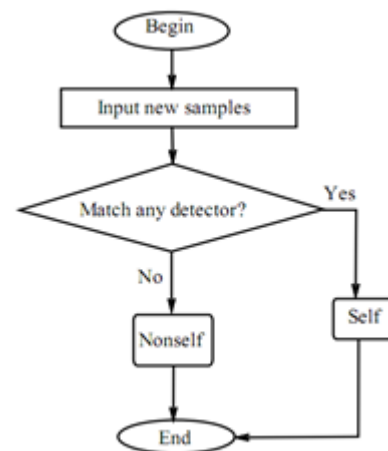 Begin
Input new samples
Match any detector?
Yes
No
Nonself
Self
End